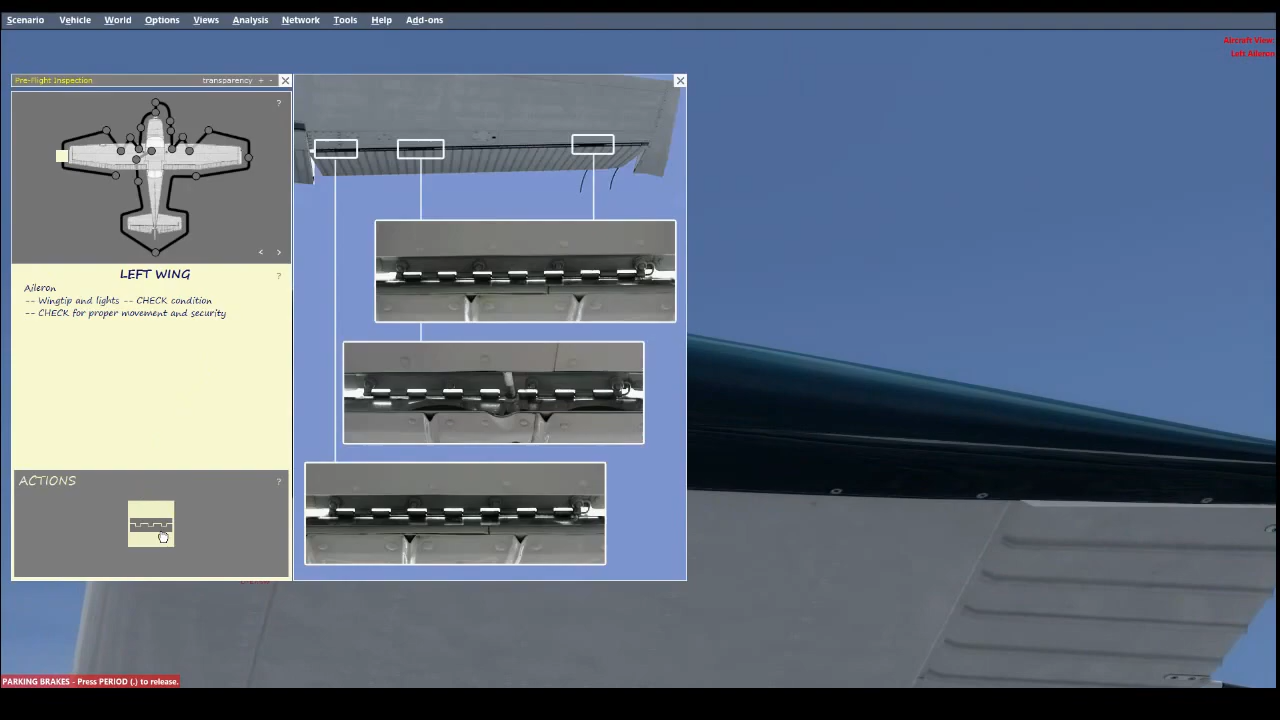 Scenario Vehicle World Options Views Analysis Network Tools Help Add-ons
Aircraft View:
Left Aileron
Pre-Flight Inspection transparency + -
?
< >
LEFT WING ?
Aileron
-- Wingtip and lights -- CHECK condition
-- CHECK for proper movement and security
ACTIONS ?
PARKING BRAKES - Press PERIOD (.) to release.